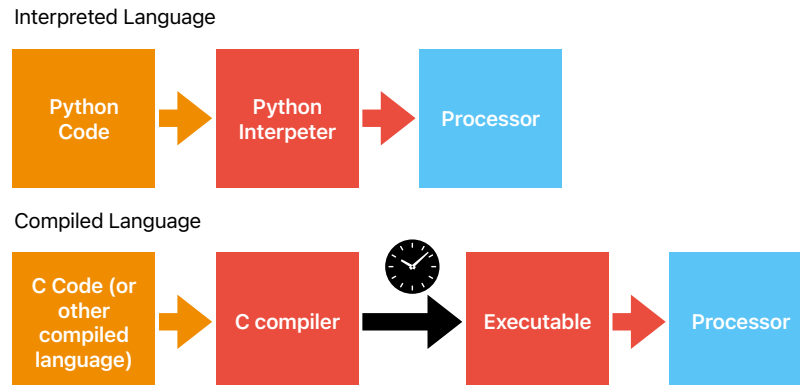 Interpreted Language
Python
Code
Python
Interpeter
Processor
Compiled Language
C Code (or
other
compiled
language)
C compiler
Executable
Processor